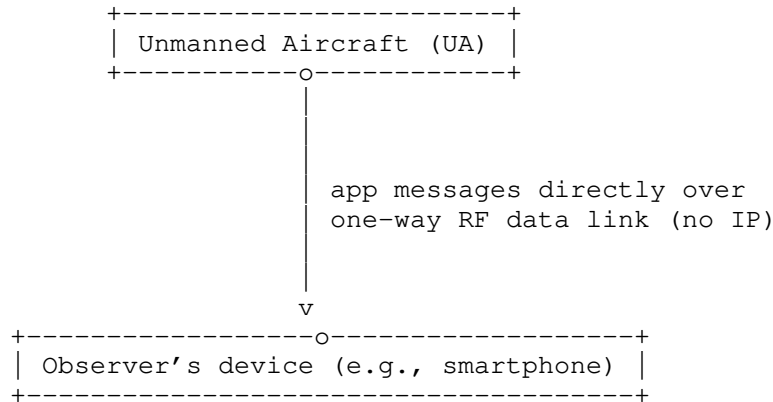 Unmanned Aircraft (UA)
app messages directly over
one-way RF data link (no IP)
v
Observer's device (e.g., smartphone)